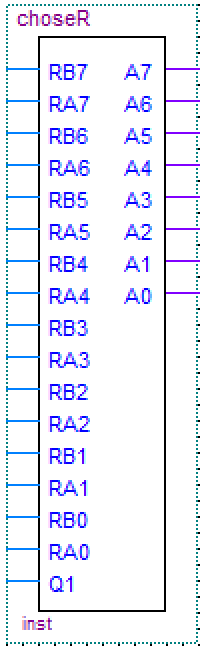 choseR
RB7 A7
RA7 A6
RB6 A5
RA6 A4
RB5 A3
RA5 A2
RB4 A1
RA4 A0
RB3
RA3
RB2
RA2
RB1
RA1
RB0
RA0
Q1
inst